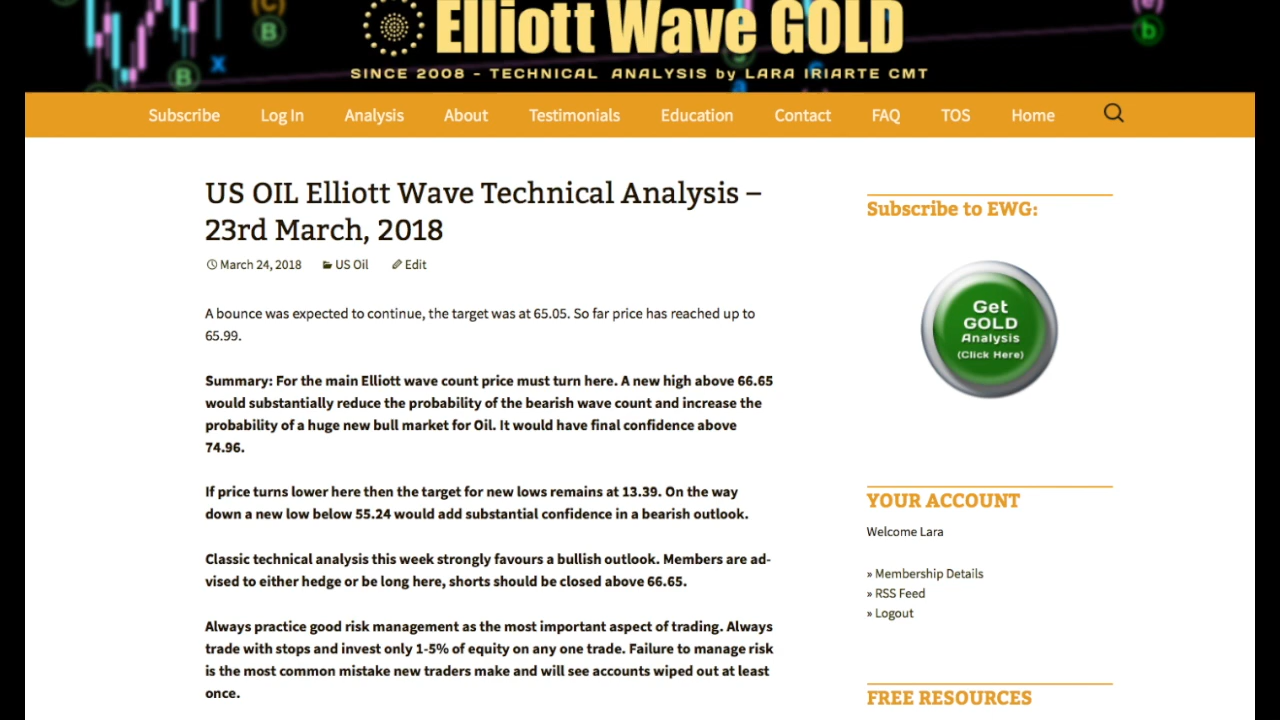 (C)
B
B
x
Elliott Wave GOLD
SINCE 2008 - TECHNICAL ANALYSIS by LARA IRIARTE CMT
(e)
b
a
Subscribe Log In Analysis About Testimonials Education Contact FAQ TOS Home
US OIL Elliott Wave Technical Analysis –
23rd March, 2018
March 24, 2018 US Oil Edit
A bounce was expected to continue, the target was at 65.05. So far price has reached up to
65.99.
Summary: For the main Elliott wave count price must turn here. A new high above 66.65
would substantially reduce the probability of the bearish wave count and increase the
probability of a huge new bull market for Oil. It would have final confidence above
74.96.
If price turns lower here then the target for new lows remains at 13.39. On the way
down a new low below 55.24 would add substantial confidence in a bearish outlook.
Classic technical analysis this week strongly favours a bullish outlook. Members are ad-
vised to either hedge or be long here, shorts should be closed above 66.65.
Always practice good risk management as the most important aspect of trading. Always
trade with stops and invest only 1-5% of equity on any one trade. Failure to manage risk
is the most common mistake new traders make and will see accounts wiped out at least
once.
Subscribe to EWG:
Get
GOLD
Analysis
(Click Here)
YOUR ACCOUNT
Welcome Lara
» Membership Details
» RSS Feed
» Logout
FREE RESOURCES